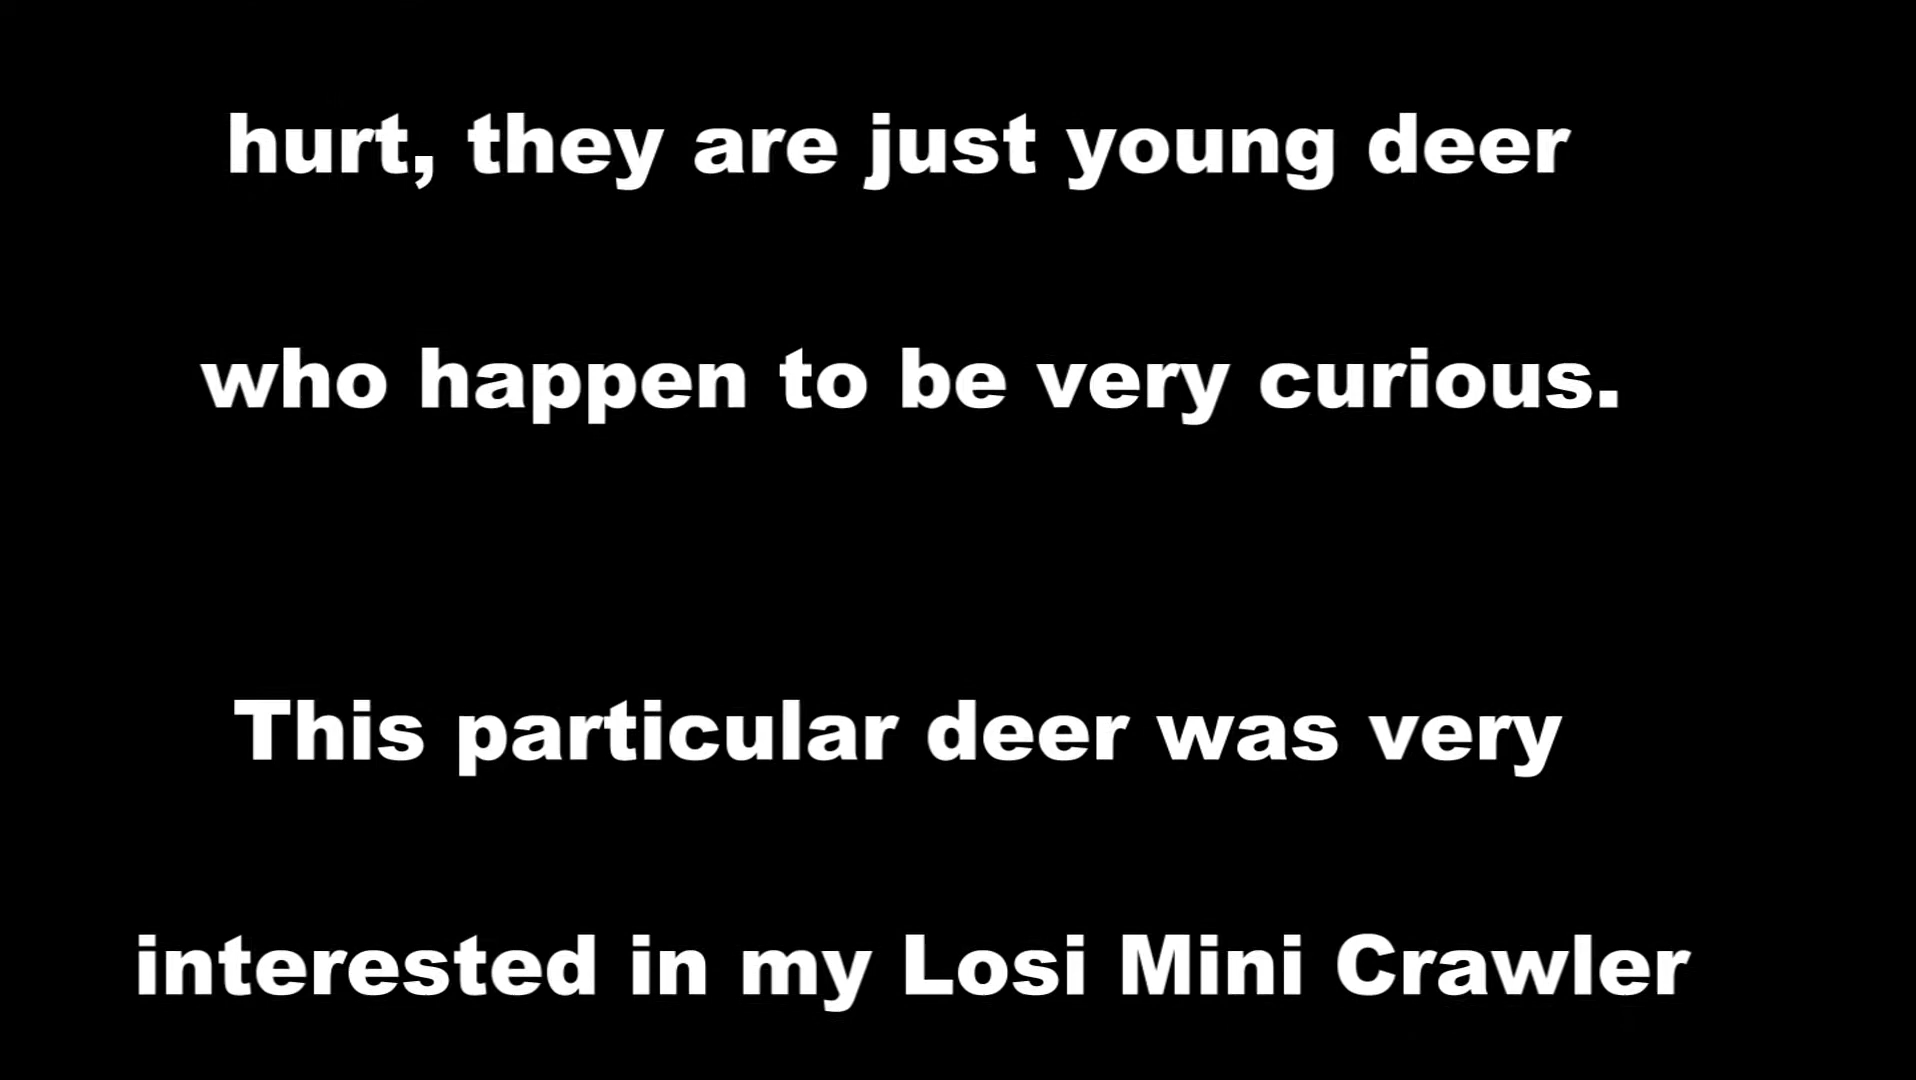 hurt, they are just young deer
who happen to be very curious.
This particular deer was very
interested in my Losi Mini Crawler